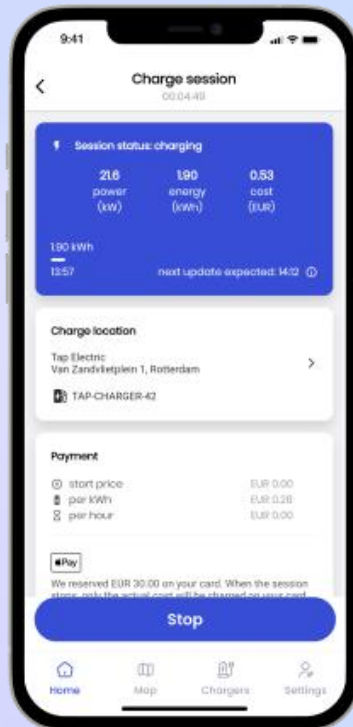 9:41
Charge session
00:04:49
Session status: charging
21.6 1.90 0.53
power energy cost
(kW) (kWh) (EUR)
1.90 kWh
13:57 next update expected: 14:12
Charge location
Tap Electric
Van Zandvlietplein 1, Rotterdam
TAP-CHARGER-42
Payment
start price EUR 0.00
per kWh EUR 0.28
per hour EUR 0.00
Pay
We reserved EUR 30.00 on your card. When the session
stops, only the actual cost will be charged on your card
Stop
Home Map Chargers Settings